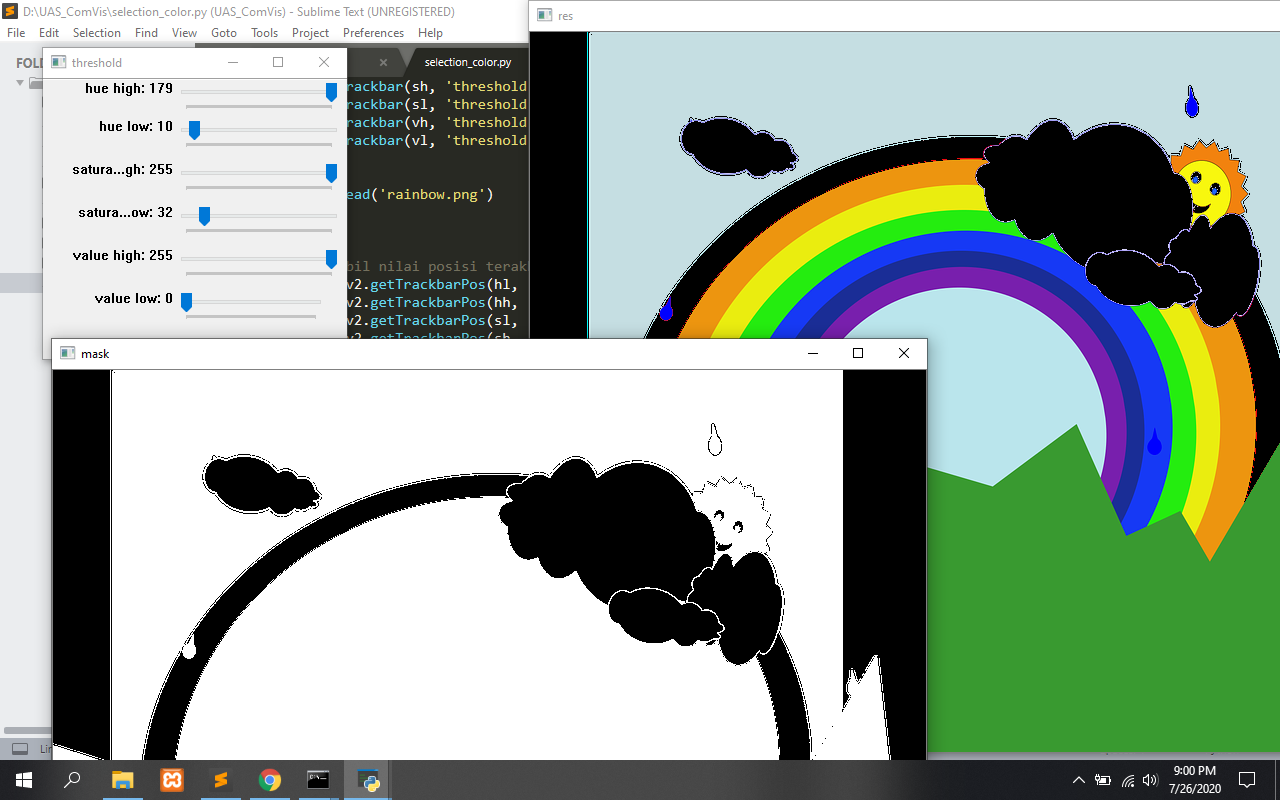 D:\UAS_ComVis\selection_color.py (UAS_ComVis) - Sublime Text (UNREGISTERED)
File Edit Selection Find View Goto Tools Project Preferences Help
res
FOL
threshold
selection_color.py
hue high: 179
hue low: 10
satura...gh: 255
satura...ow: 32
value high: 255
value low: 0
rackbar(sh, 'threshold
rackbar(sl, 'threshold
rackbar(vh, 'threshold
rackbar(vl, 'threshold
ead('rainbow.png')
bil nilai posisi terak
v2.getTrackbarPos(hl,
v2.getTrackbarPos(hh,
v2.getTrackbarPos(sl,
v2.getTrackbarPos(sh
mask
Lin
9:00 PM
7/26/2020